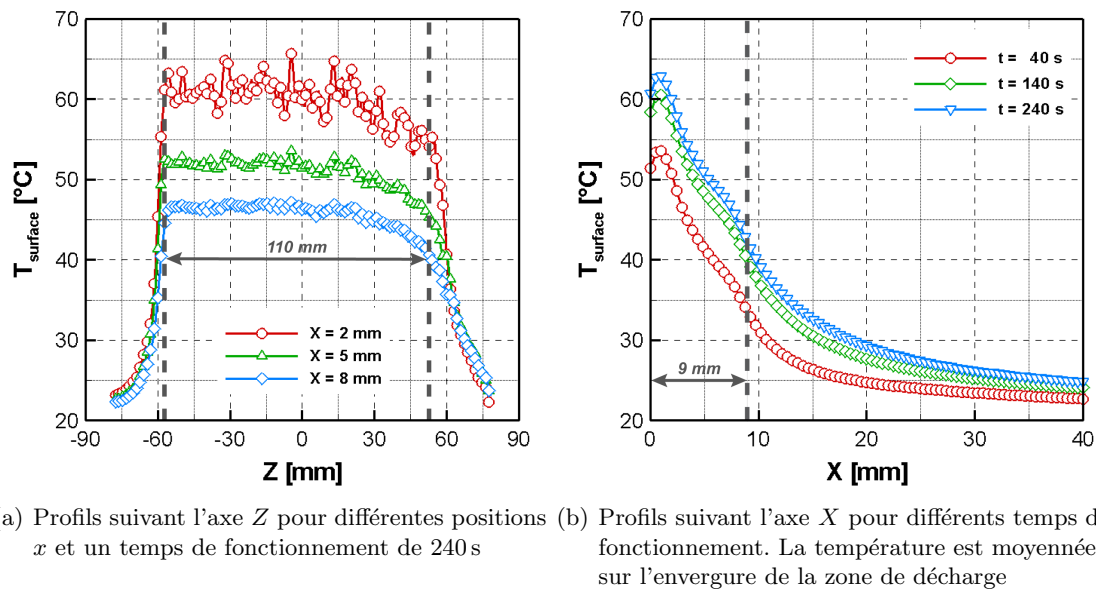 70
60
50
40
30
20
T surface [°C]
110 mm
X = 2 mm
X = 5 mm
X = 8 mm
-90 -60 -30 0 30 60 90
Z [mm]
70
60
50
40
30
20
T surface [°C]
t = 40 s
t = 140 s
t = 240 s
9 mm
0 10 20 30 40
X [mm]
a) Profils suivant l'axe Z pour différentes positions
x et un temps de fonctionnement de 240 s
(b) Profils suivant l'axe X pour différents temps d
fonctionnement. La température est moyennée
sur l'envergure de la zone de décharge